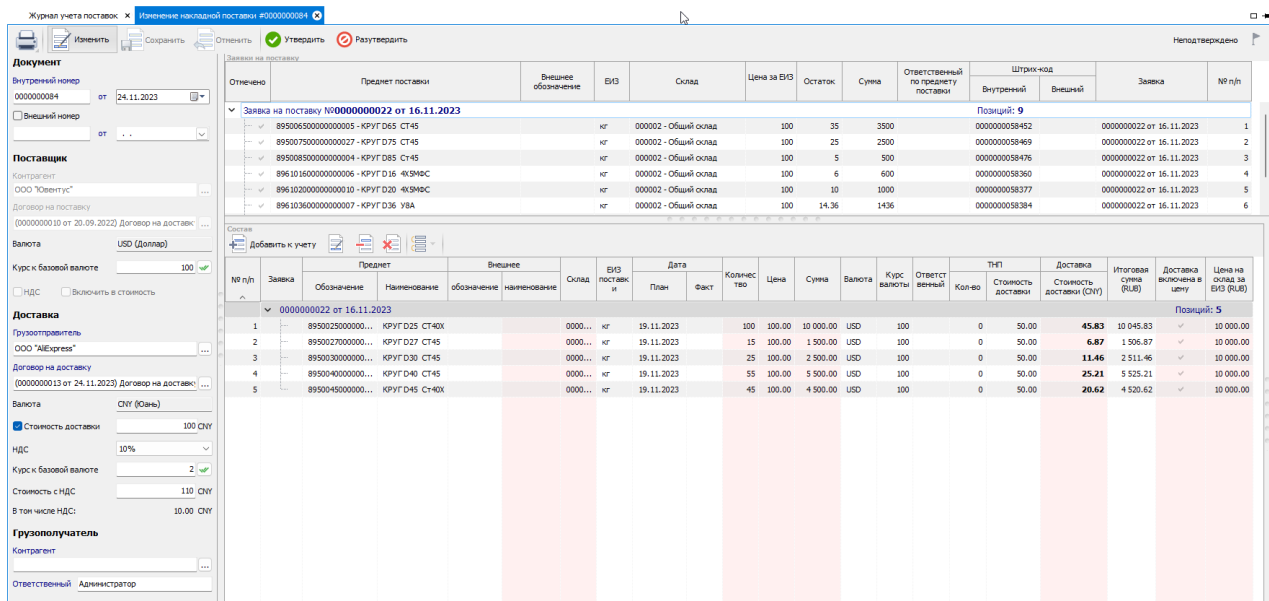 Журнал учета поставок × Изменение накладной поставки #0000000084
Изменить Сохранить Отменить Утвердить Разутвердить Неподтверждено
Документ
Внутренний номер
0000000084 от 24.11.2023
Внешний номер
от . .
Поставщик
Контрагент
ООО "Ювентус" ...
Договор на поставку
(0000000010 от 20.09.2022) Договор на доставк ...
Валюта USD (Доллар)
Курс к базовой валюте 100
НДС Включить в стоимость
Доставка
Грузоотправитель
ООО "AliExpress" ...
Договор на доставку
(0000000013 от 24.11.2023) Договор на доставк ...
Валюта CNY (Юань)
Стоимость доставки 100 CNY
НДС 10%
Курс к базовой валюте 2
Стоимость с НДС 110 CNY
В том числе НДС: 10.00 CNY
Грузополучатель
Контрагент
...
Ответственный Администратор
Заявки на поставку
Отмечено Предмет поставки Внешнее обозначение ЕИЗ Склад Цена за ЕИЗ Остаток Сумма Ответственный по предмету поставки Штрих-код Внутренний Внешний Заявка № п/п
Заявка на поставку №0000000022 от 16.11.2023 Позиций: 9
895006500000000005 - КРУГ D65 СТ45 кг 000002 - Общий склад 100 35 3500 0000000058452 0000000022 от 16.11.2023 1
895007500000000027 - КРУГ D75 СТ45 кг 000002 - Общий склад 100 25 2500 0000000058469 0000000022 от 16.11.2023 2
895008500000000004 - КРУГ D85 Ст45 кг 000002 - Общий склад 100 5 500 0000000058476 0000000022 от 16.11.2023 3
896101600000000006 - КРУГ D16 4Х5МФС кг 000002 - Общий склад 100 6 600 0000000058360 0000000022 от 16.11.2023 4
896102000000000010 - КРУГ D20 4Х5МФС кг 000002 - Общий склад 100 10 1000 0000000058377 0000000022 от 16.11.2023 5
896103600000000007 - КРУГ D36 У8А кг 000002 - Общий склад 100 14.36 1436 0000000058384 0000000022 от 16.11.2023 6
Состав
Добавить к учету
№ п/п Заявка Предмет Обозначение Наименование Внешнее обозначение наименование Склад ЕИЗ поставки Дата План Факт Количество Цена Сумма Валюта Курс валюты Ответственный ТНП Кол-во Стоимость доставки Доставка Стоимость доставки (CNY) Итоговая сумма (RUB) Доставка включена в цену Цена на склад за ЕИЗ (RUB)
0000000022 от 16.11.2023 Позиций: 5
1 8950025000000... КРУГ D25 СТ40Х 0000... кг 19.11.2023 100 100.00 10 000.00 USD 100 0 50.00 45.83 10 045.83 10 000.00
2 8950027000000... КРУГ D27 СТ45 0000... кг 19.11.2023 15 100.00 1 500.00 USD 100 0 50.00 6.87 1 506.87 10 000.00
3 8950030000000... КРУГ D30 СТ45 0000... кг 19.11.2023 25 100.00 2 500.00 USD 100 0 50.00 11.46 2 511.46 10 000.00
4 8950040000000... КРУГ D40 СТ45 0000... кг 19.11.2023 55 100.00 5 500.00 USD 100 0 50.00 25.21 5 525.21 10 000.00
5 8950045000000... КРУГ D45 Ст40Х 0000... кг 19.11.2023 45 100.00 4 500.00 USD 100 0 50.00 20.62 4 520.62 10 000.00